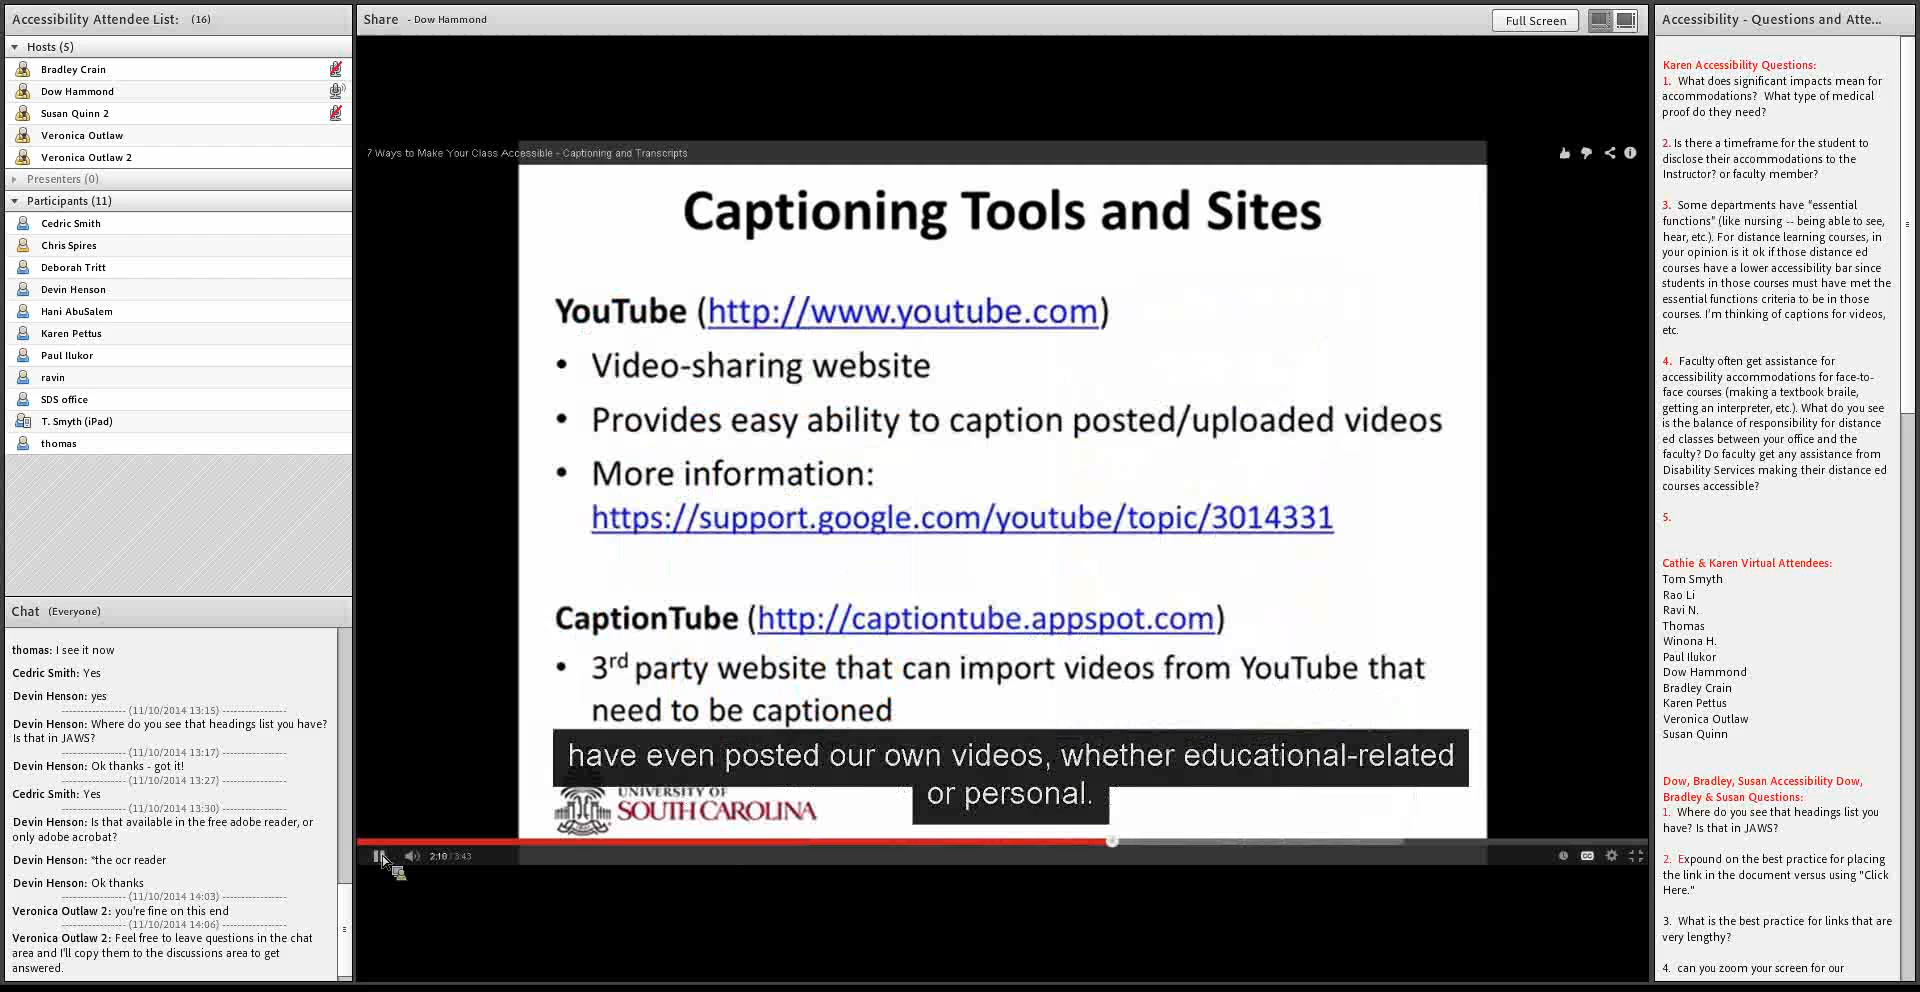 Accessibility Attendee List: (16)
Hosts (5)
Bradley Crain
Dow Hammond
Susan Quinn 2
Veronica Outlaw
Veronica Outlaw 2
Presenters (0)
Participants (11)
Cedric Smith
Chris Spires
Deborah Tritt
Devin Henson
Hani AbuSalem
Karen Pettus
Paul Ilukor
ravin
SDS office
T. Smyth (iPad)
thomas
Chat (Everyone)
thomas: I see it now
Cedric Smith: Yes
Devin Henson: yes
------------------ (11/10/2014 13:15) ------------------
Devin Henson: Where do you see that headings list you have?
Is that in JAWS?
------------------ (11/10/2014 13:17) ------------------
Devin Henson: Ok thanks - got it!
------------------ (11/10/2014 13:27) ------------------
Cedric Smith: Yes
------------------ (11/10/2014 13:30) ------------------
Devin Henson: Is that available in the free adobe reader, or
only adobe acrobat?
Devin Henson: *the ocr reader
Devin Henson: Ok thanks
------------------ (11/10/2014 14:03) ------------------
Veronica Outlaw 2: you're fine on this end
------------------ (11/10/2014 14:06) ------------------
Veronica Outlaw 2: Feel free to leave questions in the chat
area and I'll copy them to the discussions area to get
answered.
Share - Dow Hammond
Full Screen
7 Ways to Make Your Class Accessible - Captioning and Transcripts
Captioning Tools and Sites
YouTube (http://www.youtube.com)
• Video-sharing website
• Provides easy ability to caption posted/uploaded videos
• More information:
https://support.google.com/youtube/topic/3014331
CaptionTube (http://captiontube.appspot.com)
• 3rd party website that can import videos from YouTube that
need to be captioned
have even posted our own videos, whether educational-related
or personal.
UNIVERSITY OF
SOUTH CAROLINA
2:10 / 3:43
CC
Accessibility - Questions and Atte...
Karen Accessibility Questions:
1. What does significant impacts mean for
accommodations? What type of medical
proof do they need?
2. Is there a timeframe for the student to
disclose their accommodations to the
Instructor? or faculty member?
3. Some departments have "essential
functions" (like nursing -- being able to see,
hear, etc.). For distance learning courses, in
your opinion is it ok if those distance ed
courses have a lower accessibility bar since
students in those courses must have met the
essential functions criteria to be in those
courses. I'm thinking of captions for videos,
etc.
4. Faculty often get assistance for
accessibility accommodations for face-to-
face courses (making a textbook braile,
getting an interpreter, etc.). What do you see
is the balance of responsibility for distance
ed classes between your office and the
faculty? Do faculty get any assistance from
Disability Services making their distance ed
courses accessible?
5.
Cathie & Karen Virtual Attendees:
Tom Smyth
Rao Li
Ravi N.
Thomas
Winona H.
Paul Ilukor
Dow Hammond
Bradley Crain
Karen Pettus
Veronica Outlaw
Susan Quinn
Dow, Bradley, Susan Accessibility Dow,
Bradley & Susan Questions:
1. Where do you see that headings list you
have? Is that in JAWS?
2. Expound on the best practice for placing
the link in the document versus using "Click
Here."
3. What is the best practice for links that are
very lengthy?
4. can you zoom your screen for our